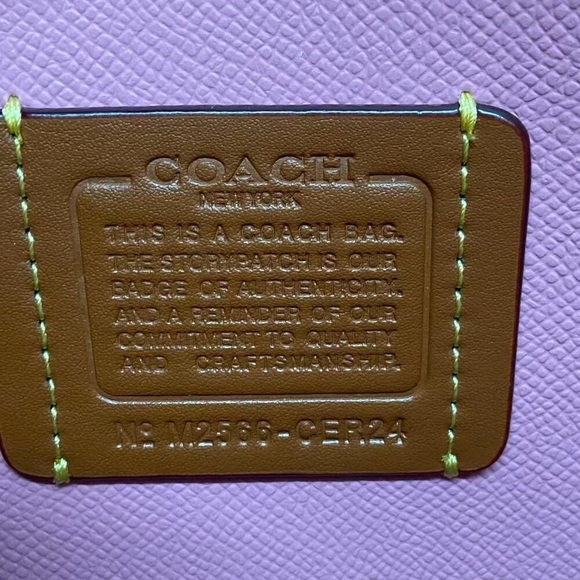 COACH
NEW YORK
THIS IS A COACH BAG.
THE STORYPATCH IS OUR
BADGE OF AUTHENTICITY.
AND A REMINDER OF OUR
COMMITMENT TO QUALITY
AND CRAFTSMANSHIP.
Nº M2566-CER24